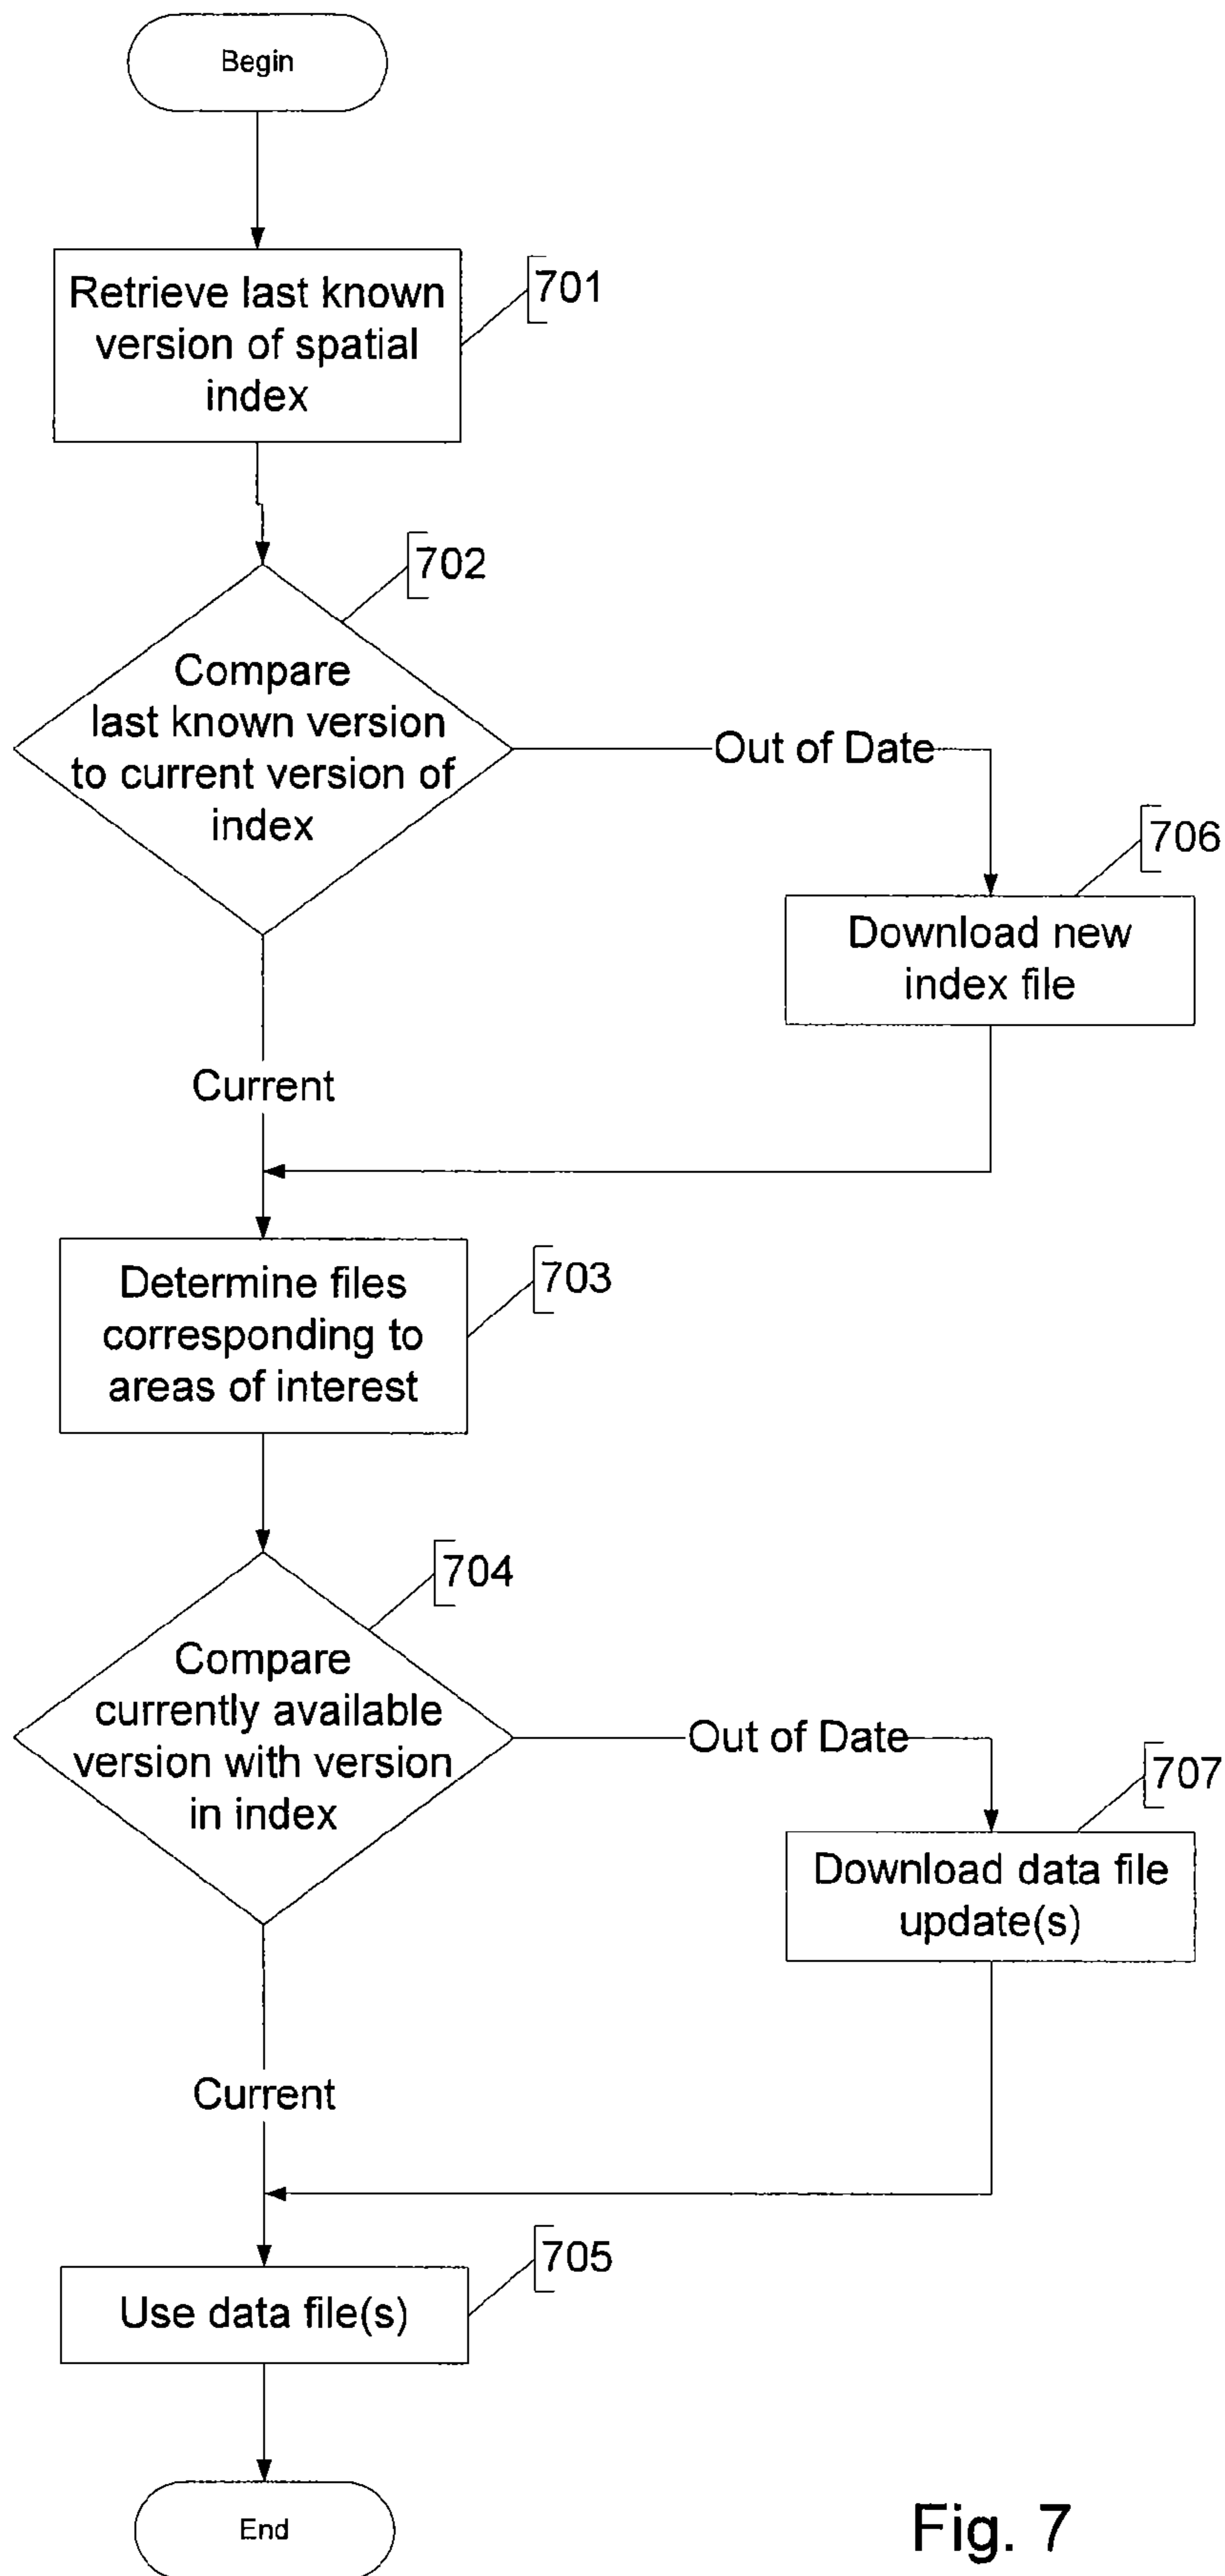 Begin
Retrieve last known
version of spatial
index
701
Compare
last known version
to current version of
index
702
Out of Date
706
Download new
index file
Current
Determine files
corresponding to
areas of interest
703
Compare
currently available
version with version
in index
704
Out of Date
707
Download data file
update(s)
Current
Use data file(s)
705
End
Fig. 7